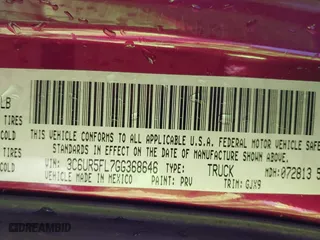 LB
TIRES
COLD
THIS VEHICLE CONFORMS TO ALL APPLICABLE U.S.A. FEDERAL MOTOR VEHICLE SAFE
STANDARDS IN EFFECT ON THE DATE OF MANUFACTURE SHOWN ABOVE
TIRES
COLD
VIN: 3C6UR5FL7GG368646 TYPE: TRUCK MDH: 072813 5
VEHICLE MADE IN MEXICO PAINT: PRV TRIM: GJX9
©DREAMBID